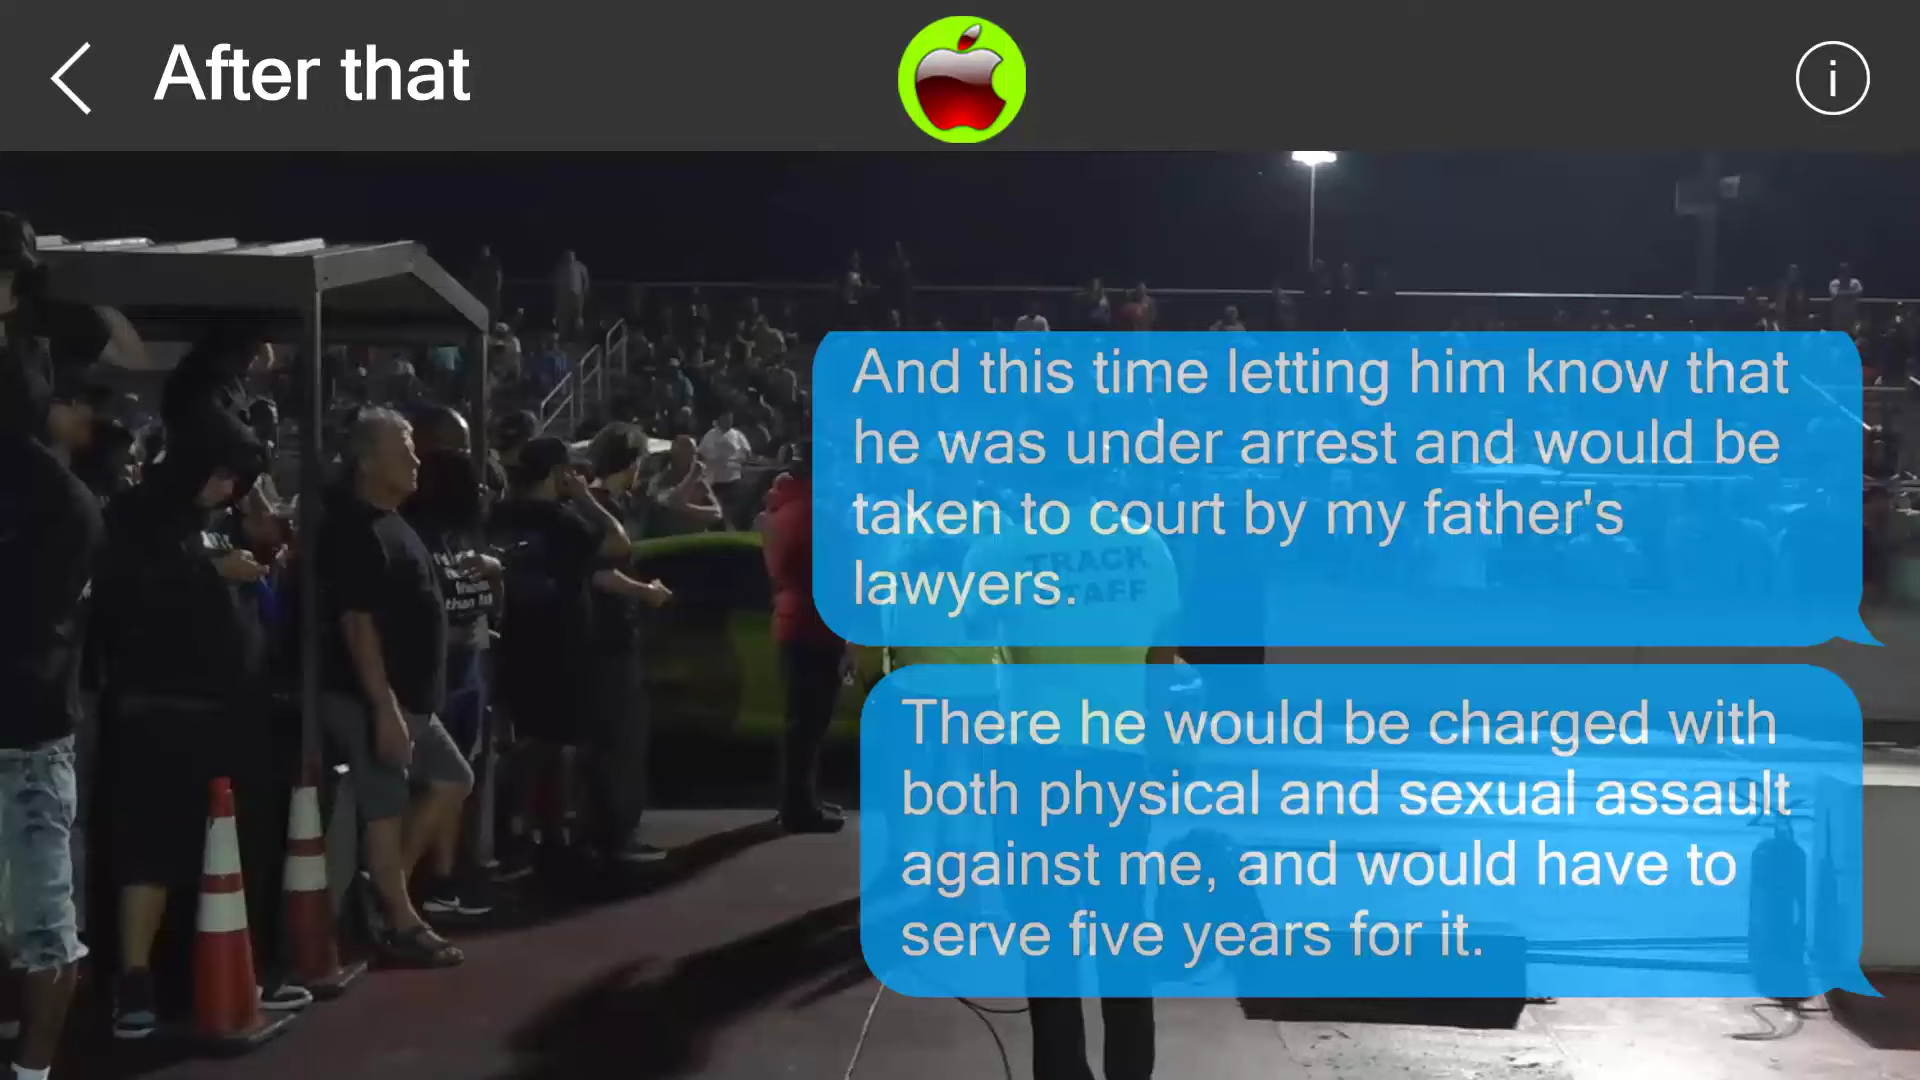 After that
And this time letting him know that
he was under arrest and would be
taken to court by my father's
lawyers.
TRACK
STAFF
There he would be charged with
both physical and sexual assault
against me, and would have to
serve five years for it.